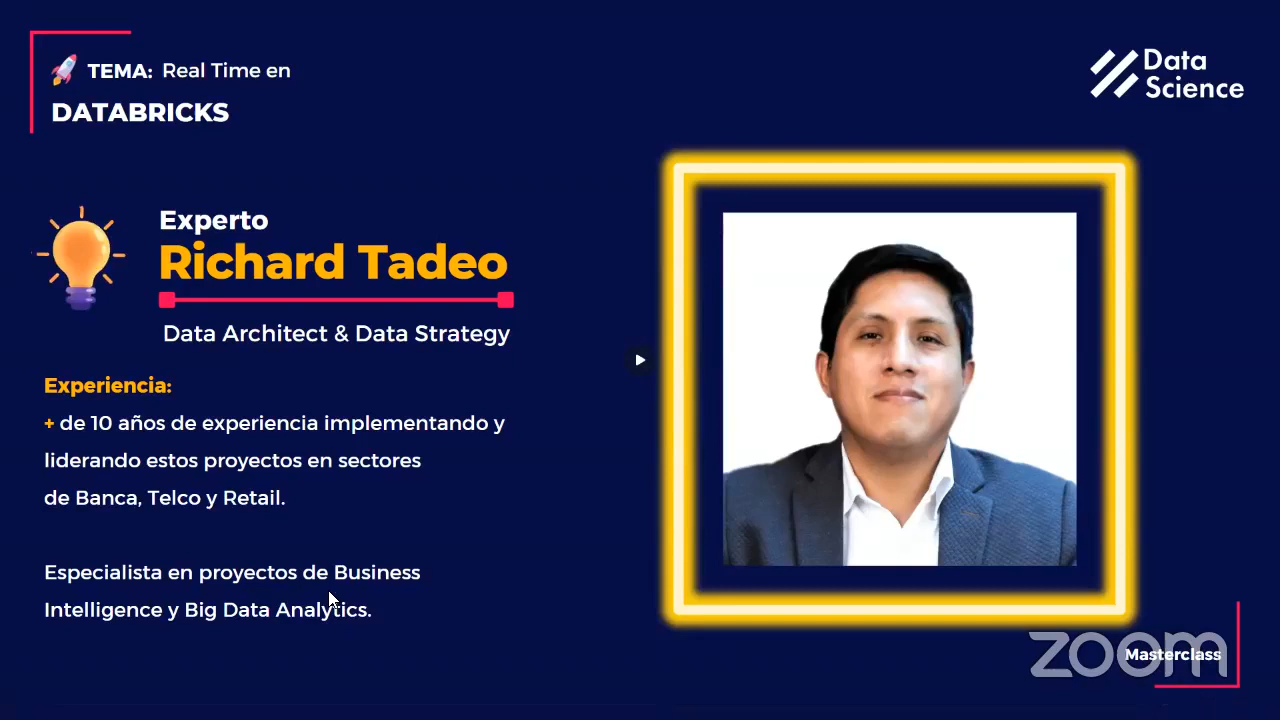 TEMA: Real Time en
DATABRICKS
Data
Science
Experto
Richard Tadeo
Data Architect & Data Strategy
Experiencia:
+ de 10 años de experiencia implementando y
liderando estos proyectos en sectores
de Banca, Telco y Retail.
Especialista en proyectos de Business
Intelligence y Big Data Analytics.
zoom
Masterclass